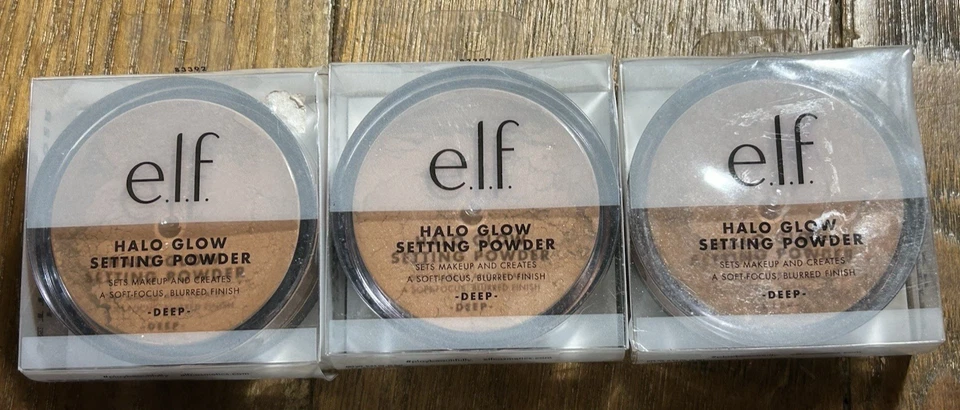 83397
e.l.f.
HALO GLOW
SETTING POWDER
SETS MAKEUP AND CREATES
A SOFT-FOCUS, BLURRED FINISH
-DEEP-
e.l.f.
HALO GLOW
SETTING POWDER
SETS MAKEUP AND CREATES
A SOFT-FOCUS, BLURRED FINISH
-DEEP-
e.l.f.
HALO GLOW
SETTING POWDER
SETS MAKEUP AND CREATES
A SOFT-FOCUS, BLURRED FINISH
-DEEP-